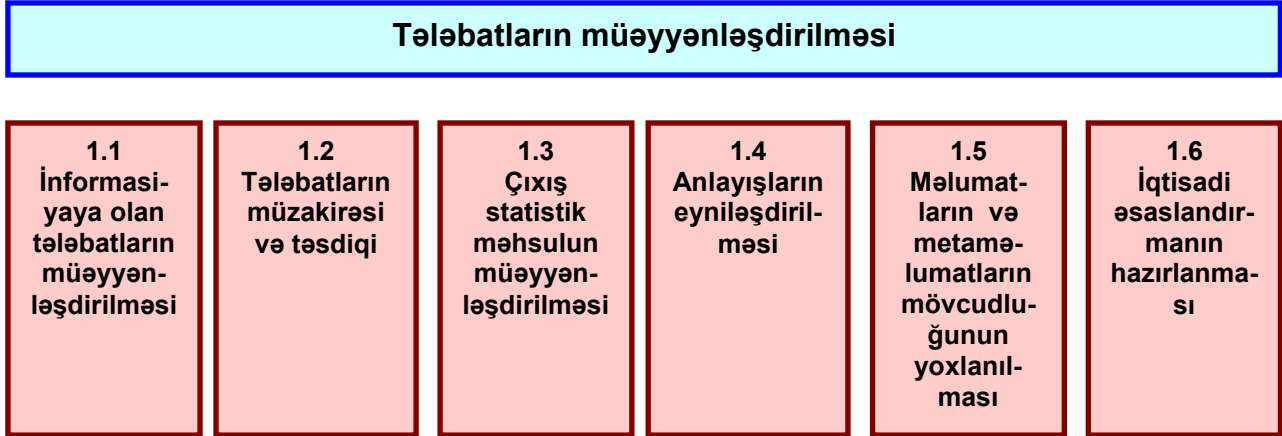 Tələbatların müəyyənləşdirilməsi
1.1
İnformasi-
yaya olan
tələbatların
müəyyən-
ləşdirilməsi
1.2
Tələbatların
müzakirəsi
və təsdiqi
1.3
Çıxış
statistik
məhsulun
müəyyən-
ləşdirilməsi
1.4
Anlayışların
eyniləşdiril-
məsi
1.5
Məlumat-
ların və
metamə-
lumatların
mövcudlu-
ğunun
yoxlanıl-
ması
1.6
İqtisadi
əsaslandır-
manın
hazırlanma-
sı